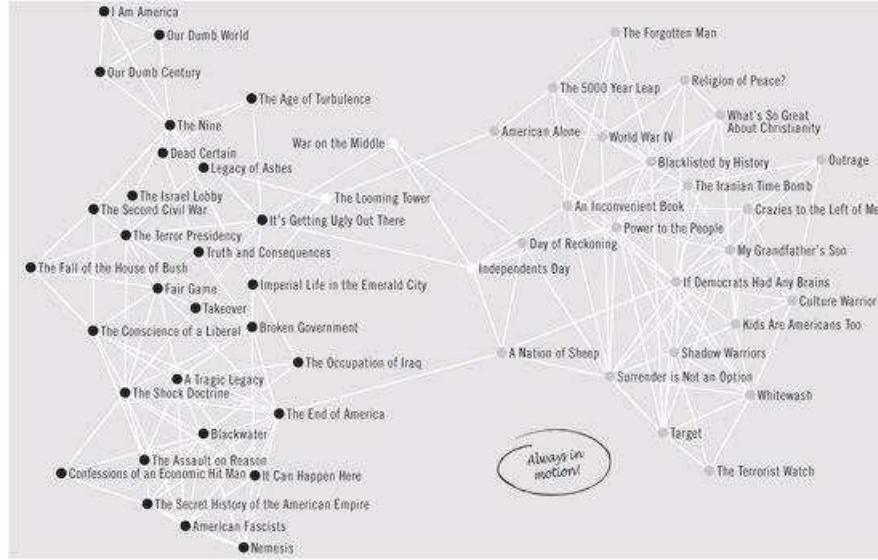 I Am America
Our Dumb World
Our Dumb Century
The Age of Turbulence
The Nine
Dead Certain
Legacy of Ashes
The Israel Lobby
The Second Civil War
It's Getting Ugly Out There
The Terror Presidency
Truth and Consequences
The Fall of the House of Bush
Fair Game
Imperial Life in the Emerald City
Takeover
The Conscience of a Liberal
Broken Government
The Occupation of Iraq
A Tragic Legacy
The Shock Doctrine
The End of America
Blackwater
The Assault on Reason
Confessions of an Economic Hit Man
It Can Happen Here
The Secret History of the American Empire
American Fascists
Nemesis
War on the Middle
The Looming Tower
Independents Day
The Forgotten Man
The 5000 Year Leap
Religion of Peace?
American Alone
World War IV
What's So Great
About Christianity
Blacklisted by History
Outrage
The Iranian Time Bomb
An Inconvenient Book
Crazies to the Left of Me
Power to the People
Day of Reckoning
My Grandfather's Son
If Democrats Had Any Brains
Culture Warrior
Kids Are Americans Too
A Nation of Sheep
Shadow Warriors
Surrender is Not an Option
Whitewash
Target
The Terrorist Watch
Always in
motion!